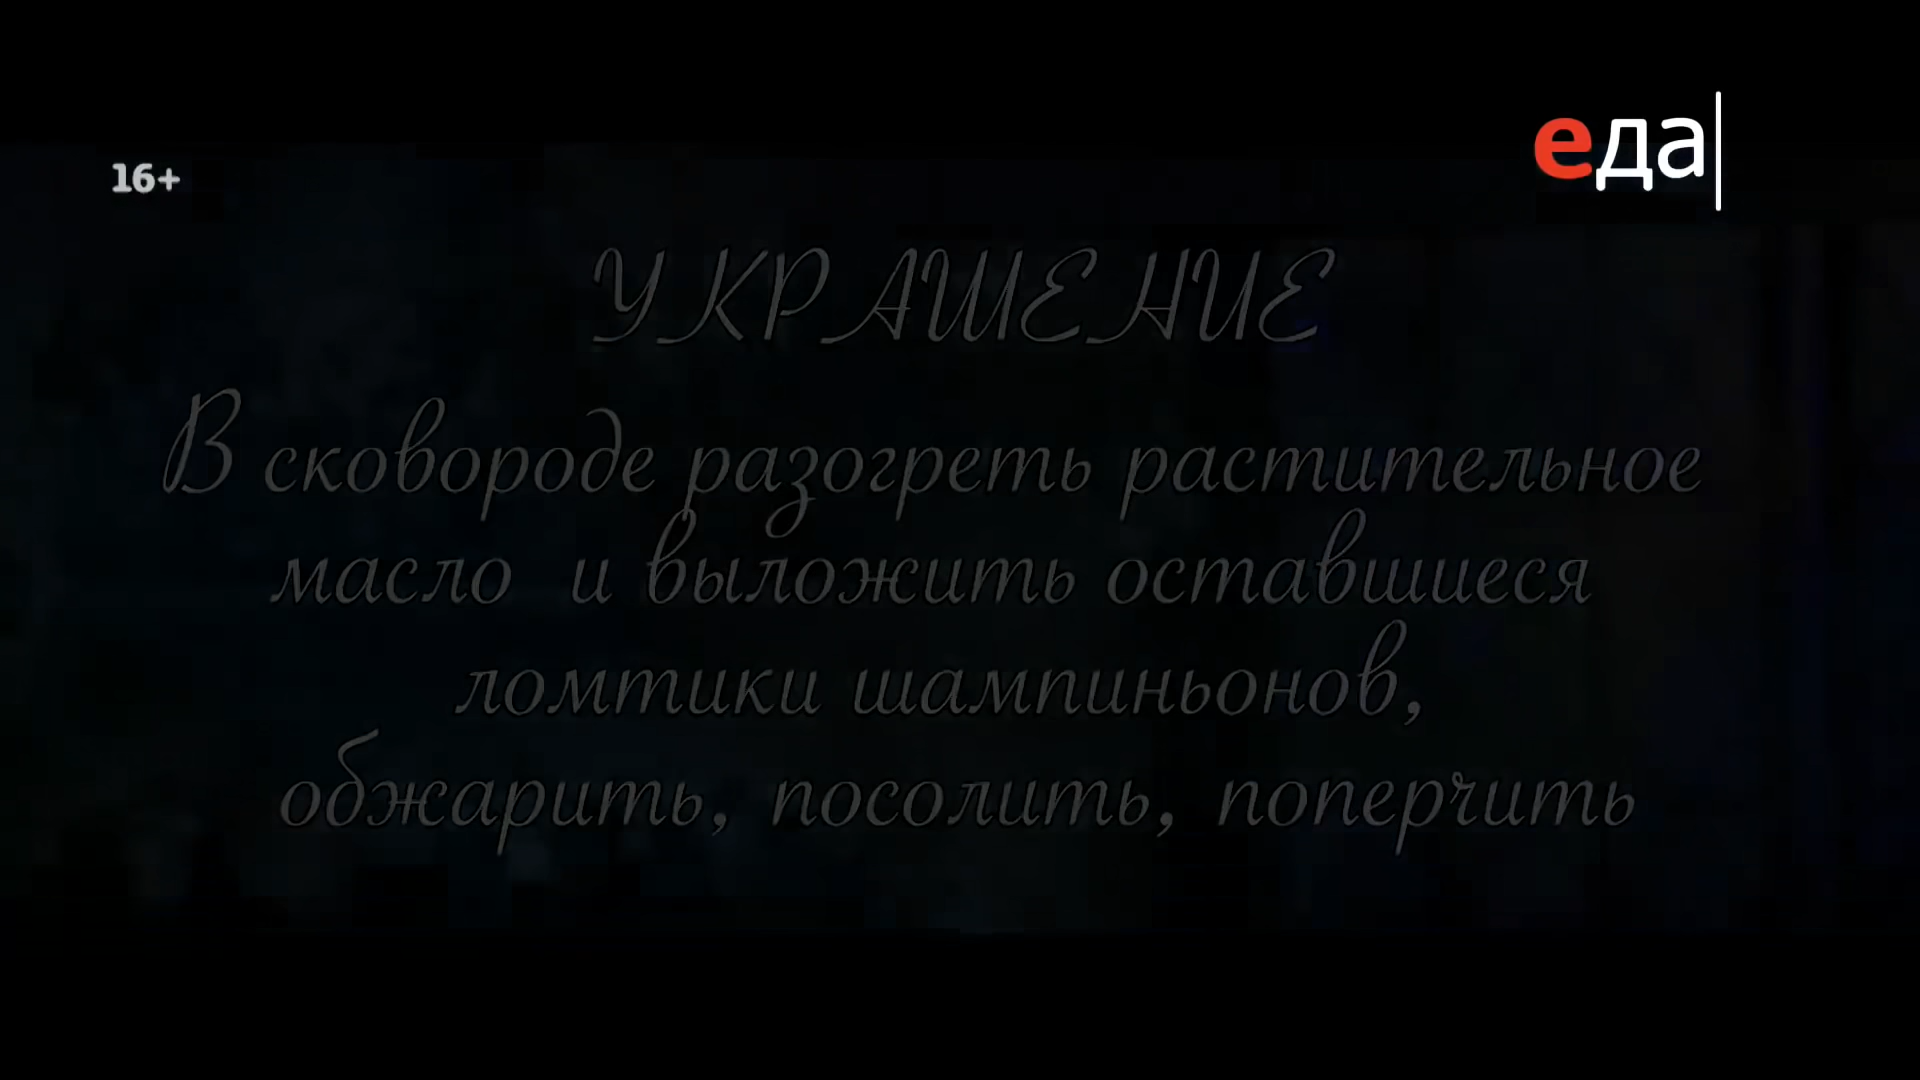 еда
16+
УКРАШЕНИЕ
В сковороде разогреть растительное
масло и выложить оставшиеся
ломтики шампиньонов,
обжарить, посолить, поперчить